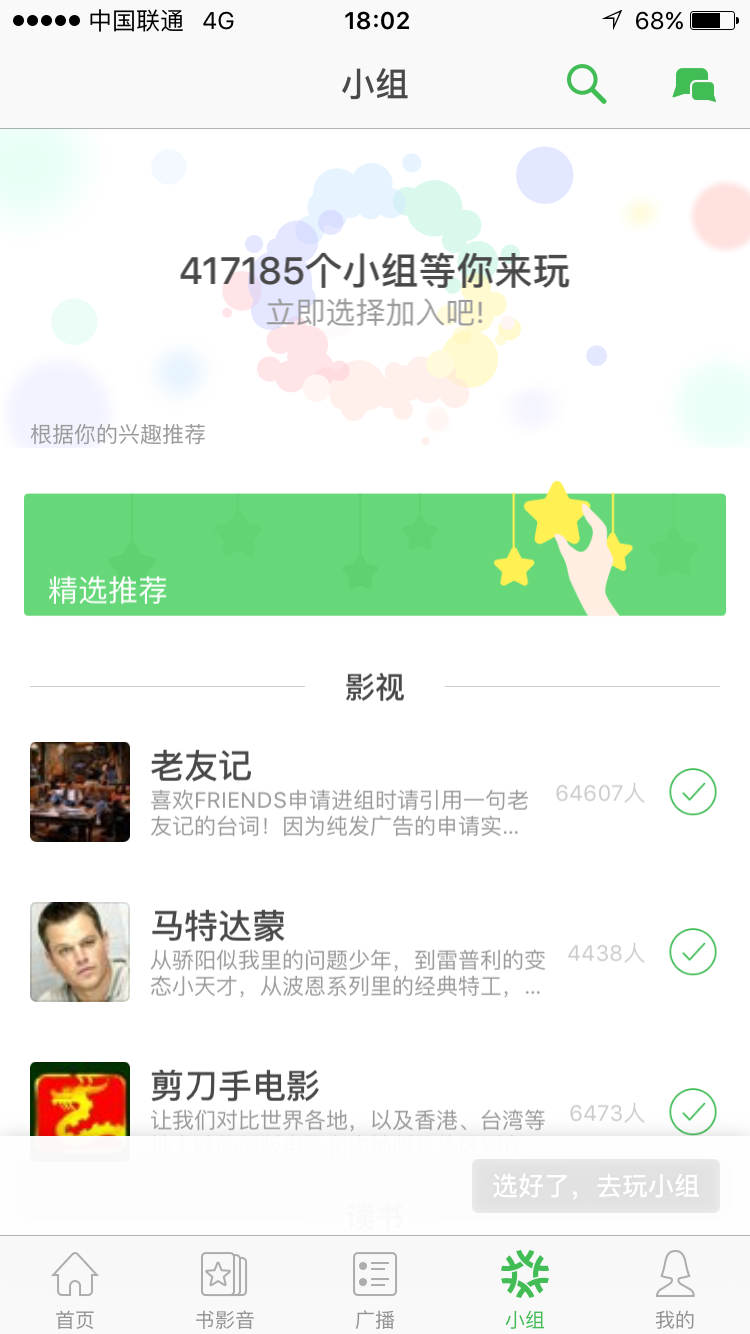 中国联通 4G 18:02 68%
小组
417185个小组等你来玩
立即选择加入吧!
根据你的兴趣推荐
精选推荐
影视
老友记
喜欢FRIENDS申请进组时请引用一句老
友记的台词！因为纯发广告的申请实...
64607人
马特达蒙
从骄阳似我里的问题少年，到雷普利的变
态小天才，从波恩系列里的经典特工，...
4438人
剪刀手电影
让我们对比世界各地，以及香港、台湾等
6473人
读书
选好了，去玩小组
首页 书影音 广播 小组 我的